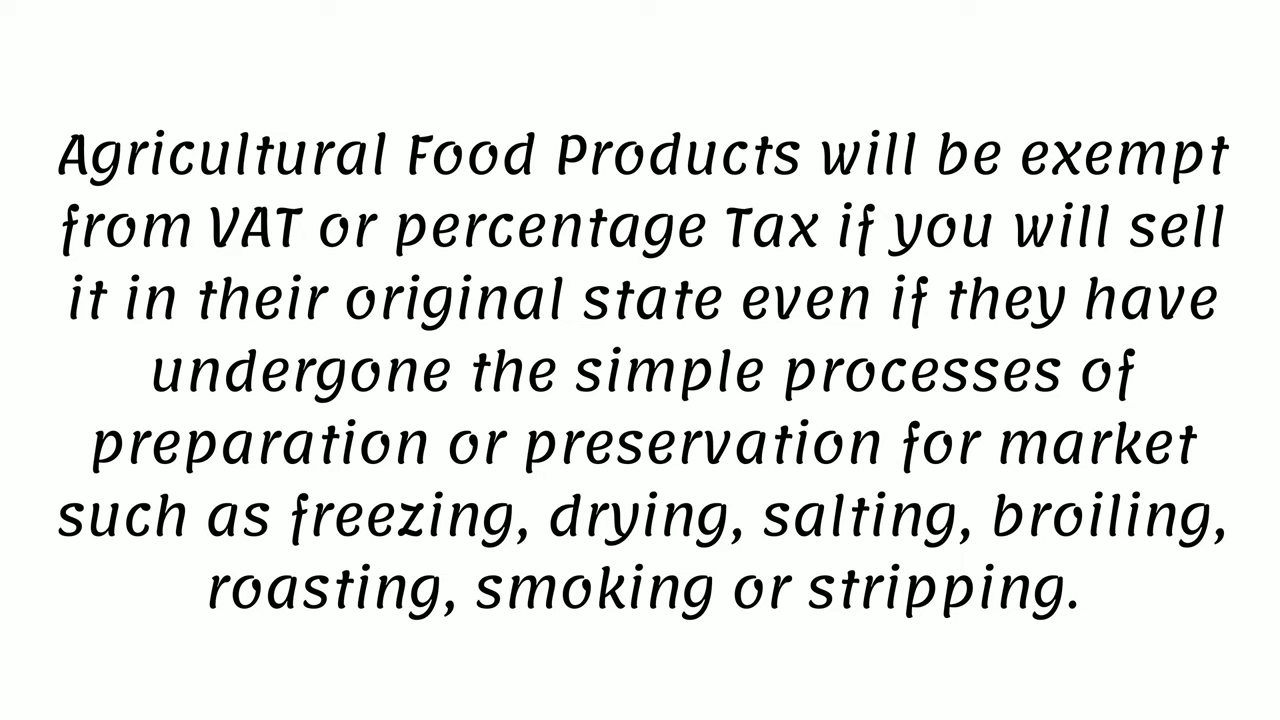 Agricultural Food Products will be exempt
from VAT or percentage Tax if you will sell
it in their original state even if they have
undergone the simple processes of
preparation or preservation for market
such as freezing, drying, salting, broiling,
roasting, smoking or stripping.